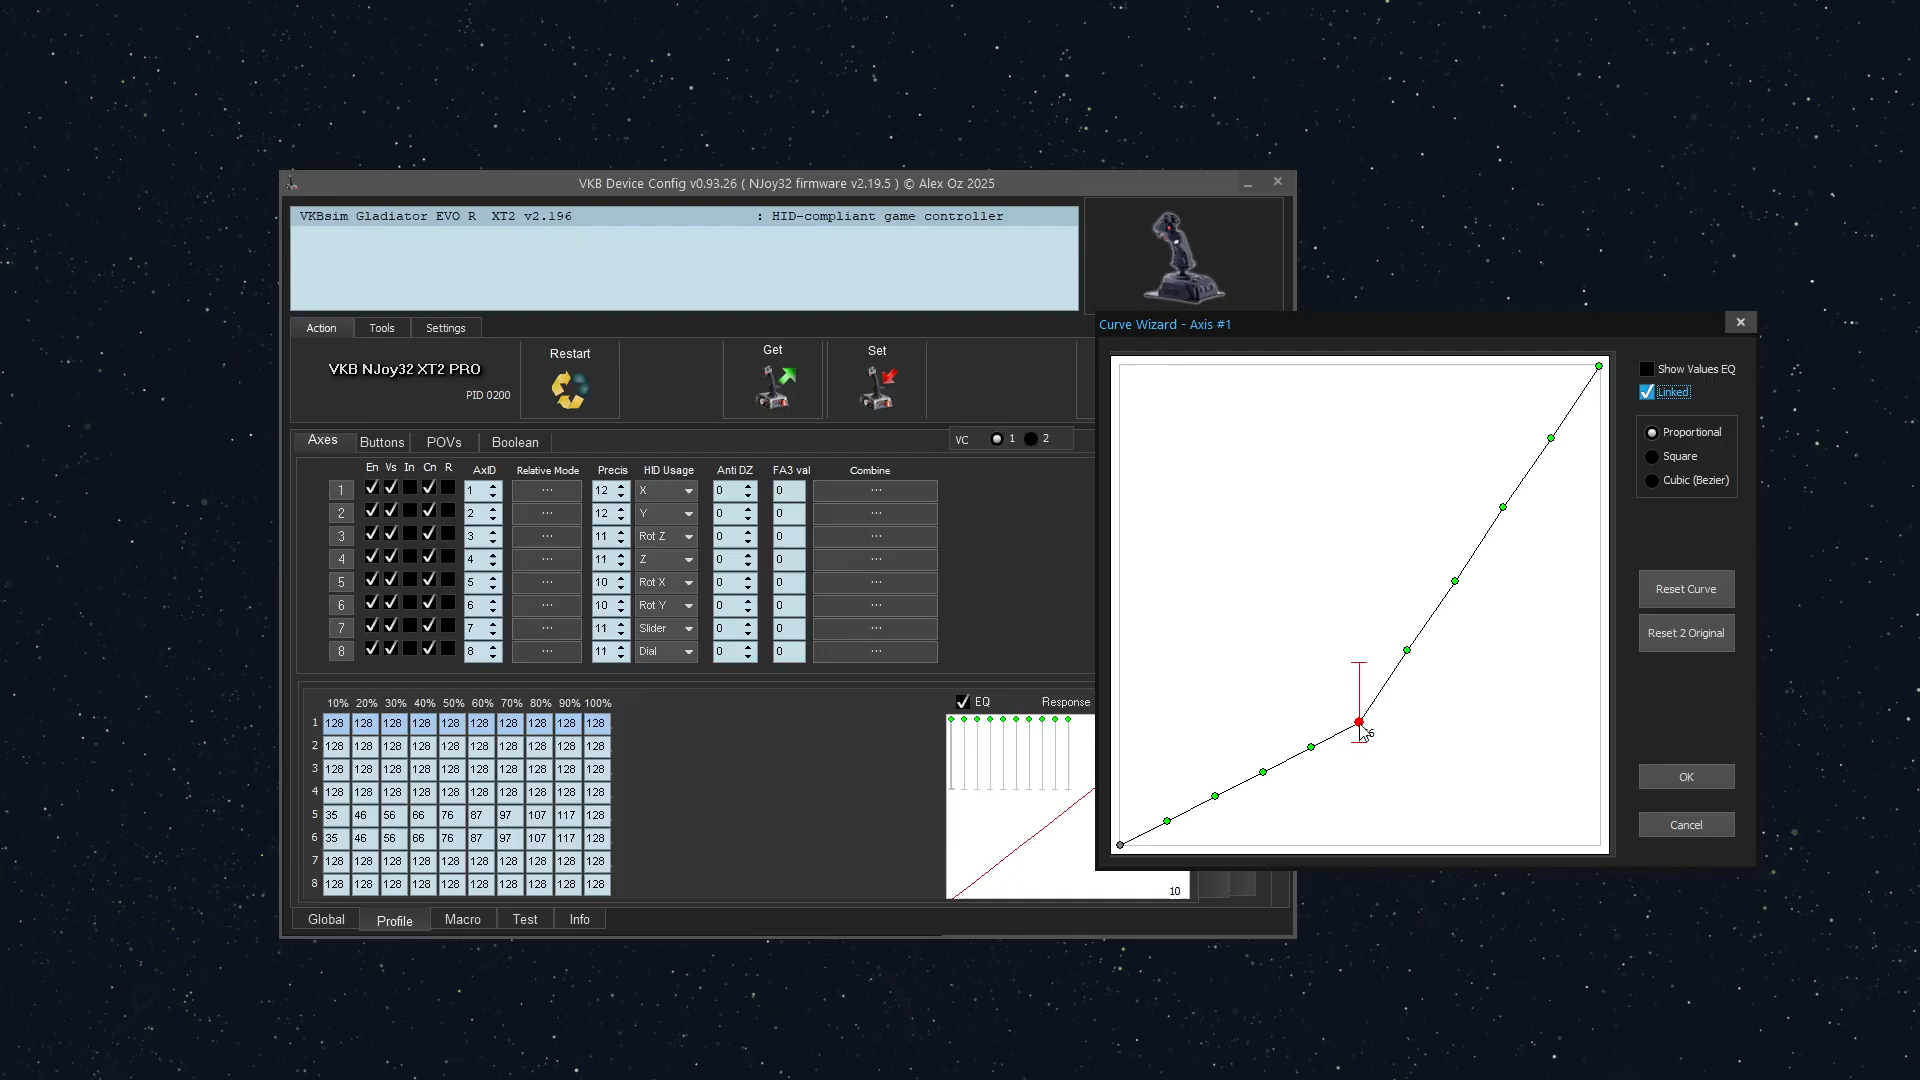 VKB Device Config v0.93.26 ( NJoy32 firmware v2.19.5 ) © Alex Oz 2025
VKBsim Gladiator EVO R  XT2 v2.196 : HID-compliant game controller
Action Tools Settings
VKB NJoy32 XT2 PRO
PID 0200
Restart
Get
Set
Axes Buttons POVs Boolean
VC 1 2
En Vs In Cn R AxID Relative Mode Precis HID Usage Anti DZ FA3 val Combine
1 1 ... 12 X 0 0 ...
2 2 ... 12 Y 0 0 ...
3 3 ... 11 Rot Z 0 0 ...
4 4 ... 11 Z 0 0 ...
5 5 ... 10 Rot X 0 0 ...
6 6 ... 10 Rot Y 0 0 ...
7 7 ... 11 Slider 0 0 ...
8 8 ... 11 Dial 0 0 ...
10% 20% 30% 40% 50% 60% 70% 80% 90% 100%
1 128 128 128 128 128 128 128 128 128 128
2 128 128 128 128 128 128 128 128 128 128
3 128 128 128 128 128 128 128 128 128 128
4 128 128 128 128 128 128 128 128 128 128
5 35 46 56 66 76 87 97 107 117 128
6 35 46 56 66 76 87 97 107 117 128
7 128 128 128 128 128 128 128 128 128 128
8 128 128 128 128 128 128 128 128 128 128
EQ Response
10
Global Profile Macro Test Info
Curve Wizard - Axis #1
Show Values EQ
Linked
Proportional
Square
Cubic (Bezier)
Reset Curve
Reset 2 Original
OK
Cancel